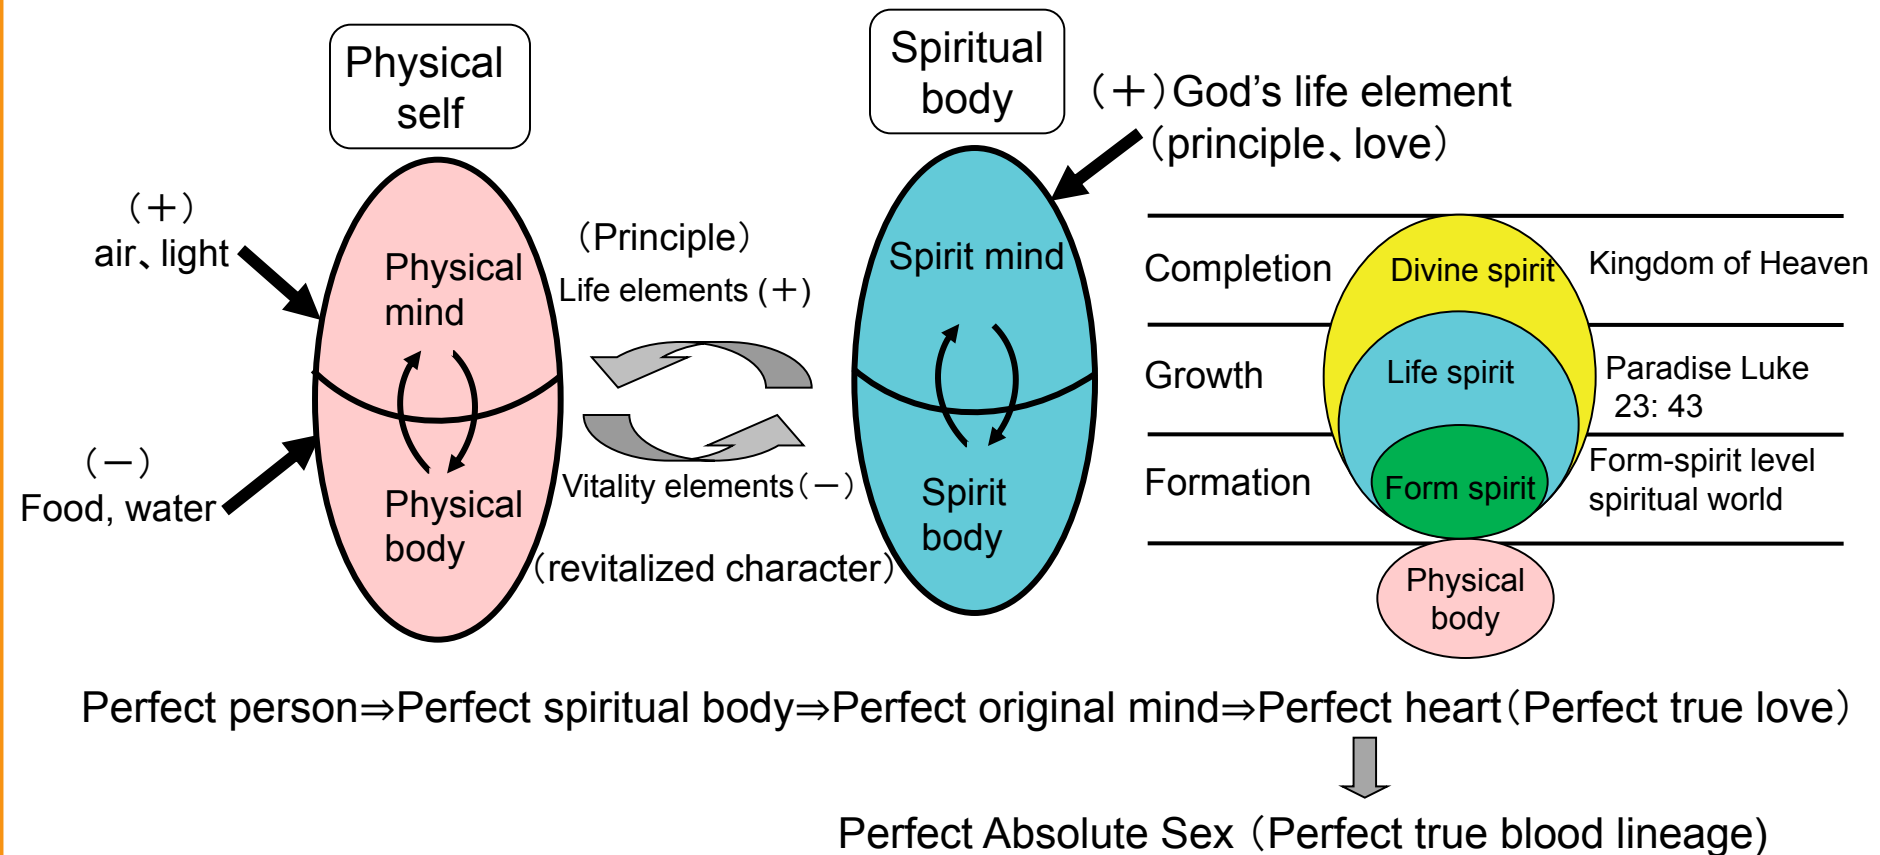 Physical
self
Spiritual
body
（＋）God’s life element
（principle、love）
（＋）
air、light
（－）
Food, water
Physical
mind
Physical
body
（Principle）
Life elements (＋)
Vitality elements（－）
（revitalized character）
Spirit mind
Spirit
body
Completion
Divine spirit
Kingdom of Heaven
Growth
Life spirit
Paradise Luke
23: 43
Formation
Form spirit
Form-spirit level
spiritual world
Physical
body
Perfect person⇒Perfect spiritual body⇒Perfect original mind⇒Perfect heart（Perfect true love）
Perfect Absolute Sex （Perfect true blood lineage)